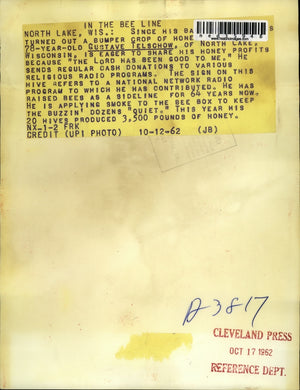 IN THE BEE LINE
NORTH LAKE, WIS.: SINCE HIS BA
TURNED OUT A BUMPER CROP OF HONE
78-YEAR-OLD GUSTAVE TELSCHOW, OF NORTH LAKE,
WISCONSIN, IS EAGER TO SHARE HIS HONEY PROFITS
BECAUSE "THE LORD HAS BEEN GOOD TO ME." HE
SENDS REGULAR CASH DONATIONS TO VARIOUS
RELIGIOUS RADIO PROGRAMS. THE SIGN ON THIS
HIVE REFERS TO A NATIONAL NETWORK RADIO
PROGRAM TO WHICH HE HAS CONTRIBUTED. HE HAS
RAISED BEES AS A SIDELINE FOR 64 YEARS NOW.
HE IS APPLYING SMOKE TO THE BEE BOX TO KEEP
THE BUZZIN' DOZENS "QUIET." THIS YEAR HIS
20 HIVES PRODUCED 3,500 POUNDS OF HONEY.
NX-1-2 FRK
CREDIT (UPI PHOTO) 10-12-62 (JB)
A3817
CLEVELAND PRESS
OCT 17 1962
REFERENCE DEPT.